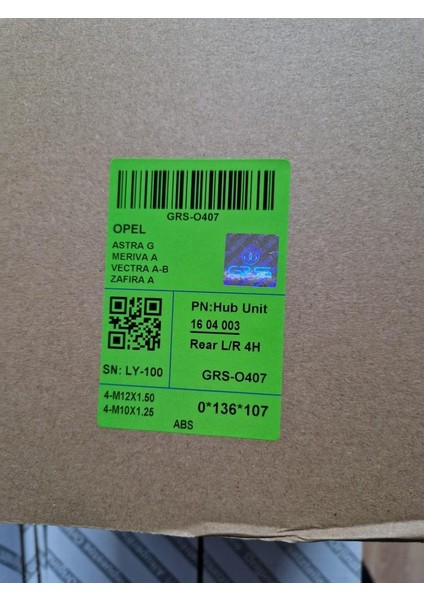 GRS-O407
OPEL
ASTRA G
MERIVA A
VECTRA A-B
ZAFIRA A
GRS
PN:Hub Unit
16 04 003
Rear L/R 4H
SN: LY-100
GRS-O407
4-M12X1.50
4-M10X1.25
0*136*107
ABS